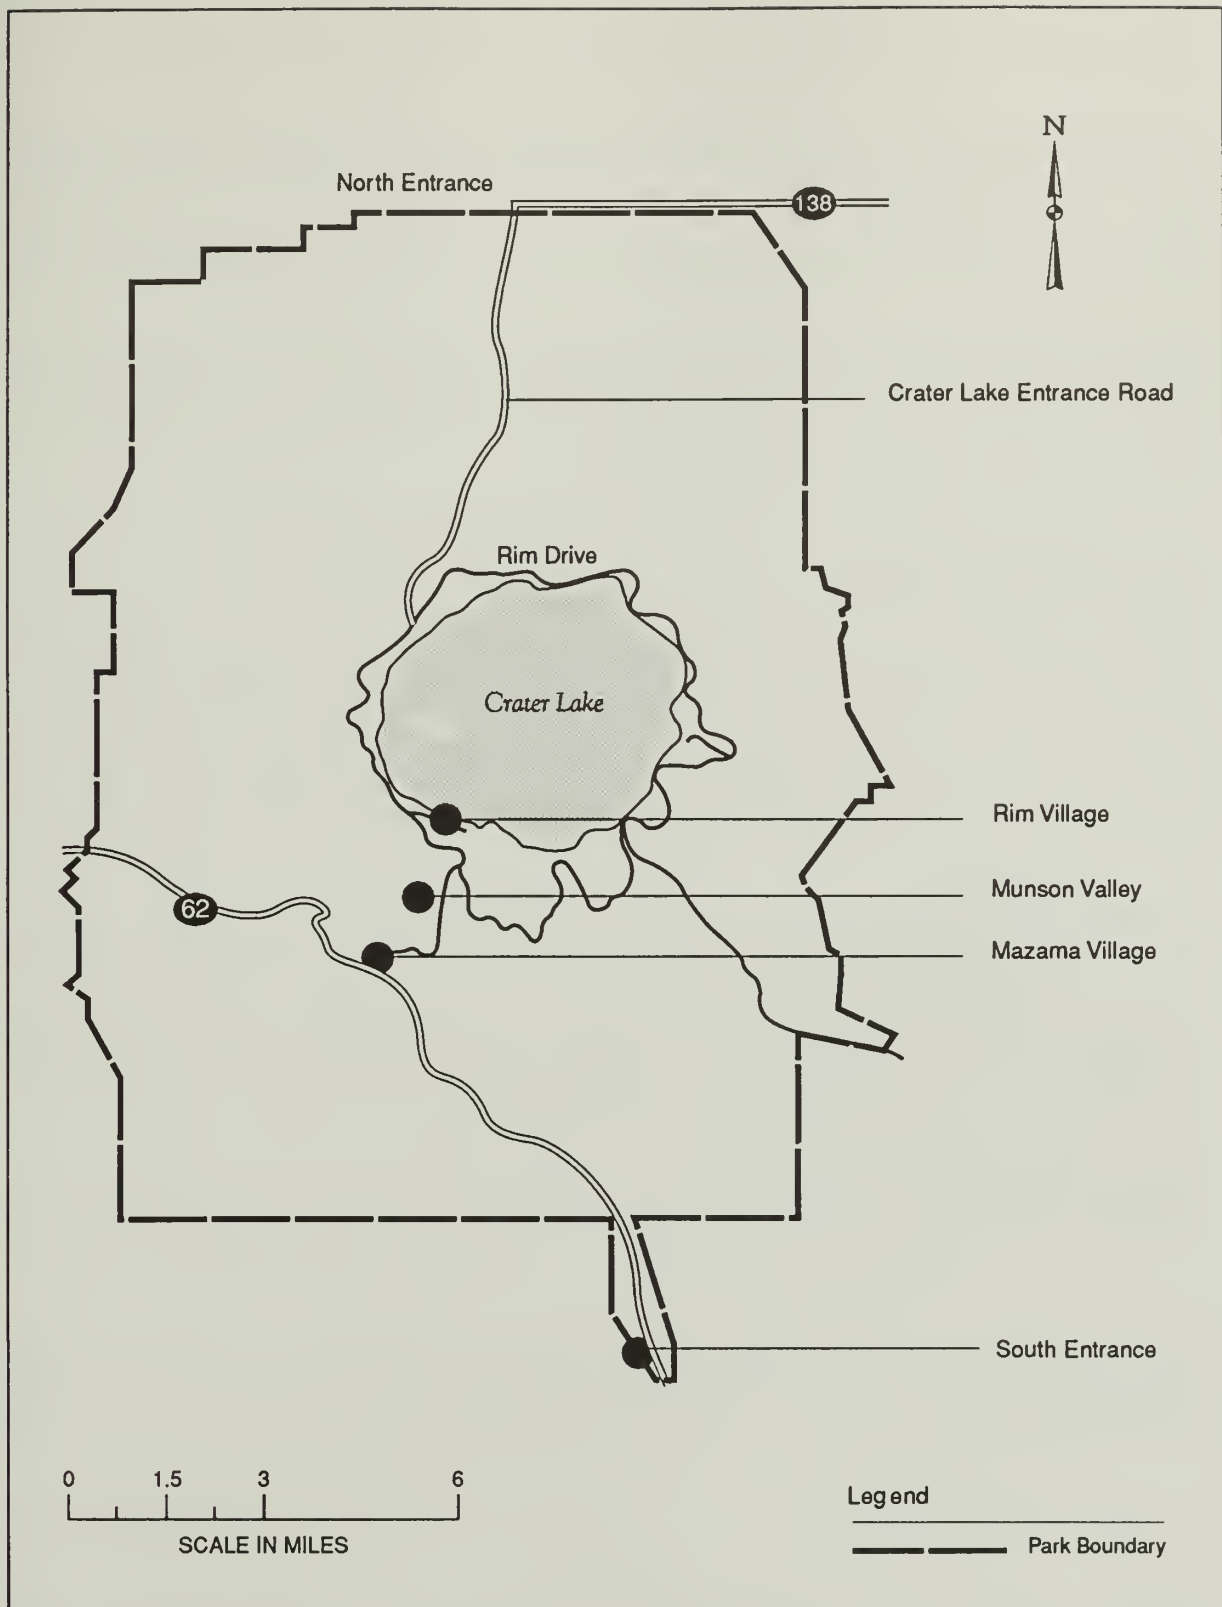 N
North Entrance
138
Crater Lake Entrance Road
Rim Drive
Crater Lake
Rim Village
Munson Valley
62
Mazama Village
South Entrance
0 1.5 3 6
SCALE IN MILES
Legend
Park Boundary